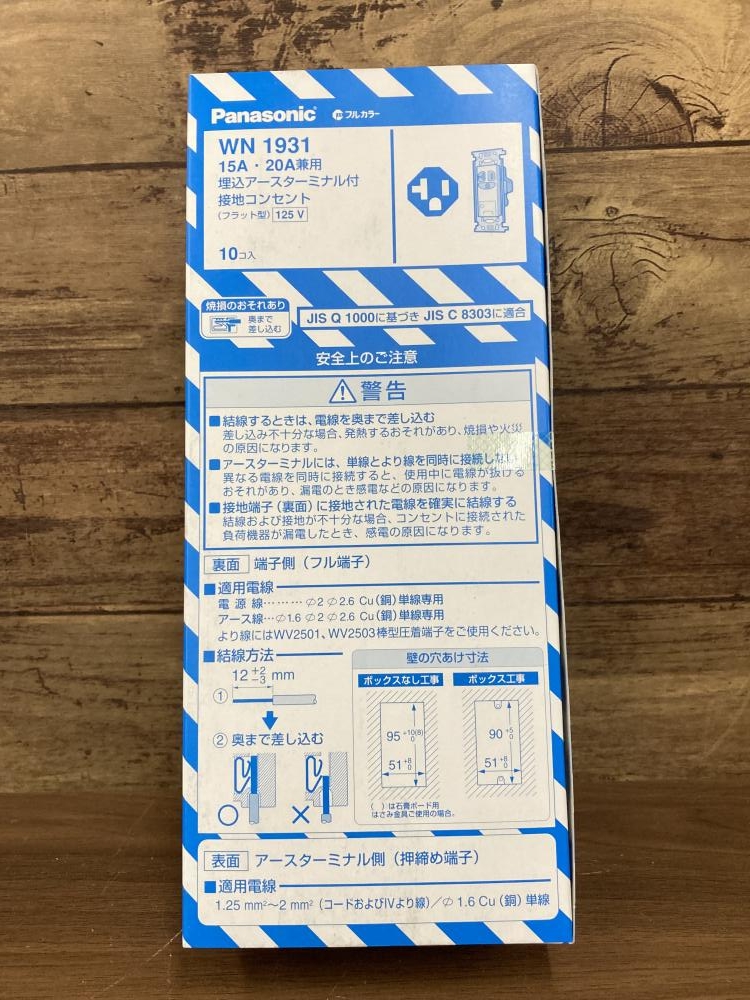 Panasonic JIS フルカラー
WN 1931
15A・20A兼用
埋込アースターミナル付
接地コンセント
(フラット型) 125 V
10コ入
焼損のおそれあり
奥まで
差し込む
JIS Q 1000に基づき JIS C 8303に適合
安全上のご注意
警告
■結線するときは、電線を奥まで差し込む
差し込み不十分な場合、発熱するおそれがあり、焼損や火災
の原因になります。
■アースターミナルには、単線とより線を同時に接続しない
異なる電線を同時に接続すると、使用中に電線が抜ける
おそれがあり、漏電のとき感電などの原因になります。
■接地端子(裏面)に接地された電線を確実に結線する
結線および接地が不十分な場合、コンセントに接続された
負荷機器が漏電したとき、感電の原因になります。
裏面 端子側(フル端子)
■適用電線
電源線………φ2 φ2.6 Cu(銅)単線専用
アース線…φ1.6 φ2 φ2.6 Cu(銅)単線専用
より線にはWV2501、WV2503棒型圧着端子をご使用ください。
■結線方法
12 +2 -3 mm
①
② 奥まで差し込む
○ ×
壁の穴あけ寸法
ボックスなし工事 ボックス工事
95 +10(8) 0
51 +8 0
90 +5 0
51 +8 0
( )は石膏ボード用
はさみ金具ご使用の場合。
表面 アースターミナル側(押締め端子)
■適用電線
1.25 mm²~2 mm²(コードおよびIVより線)/φ1.6 Cu(銅)単線